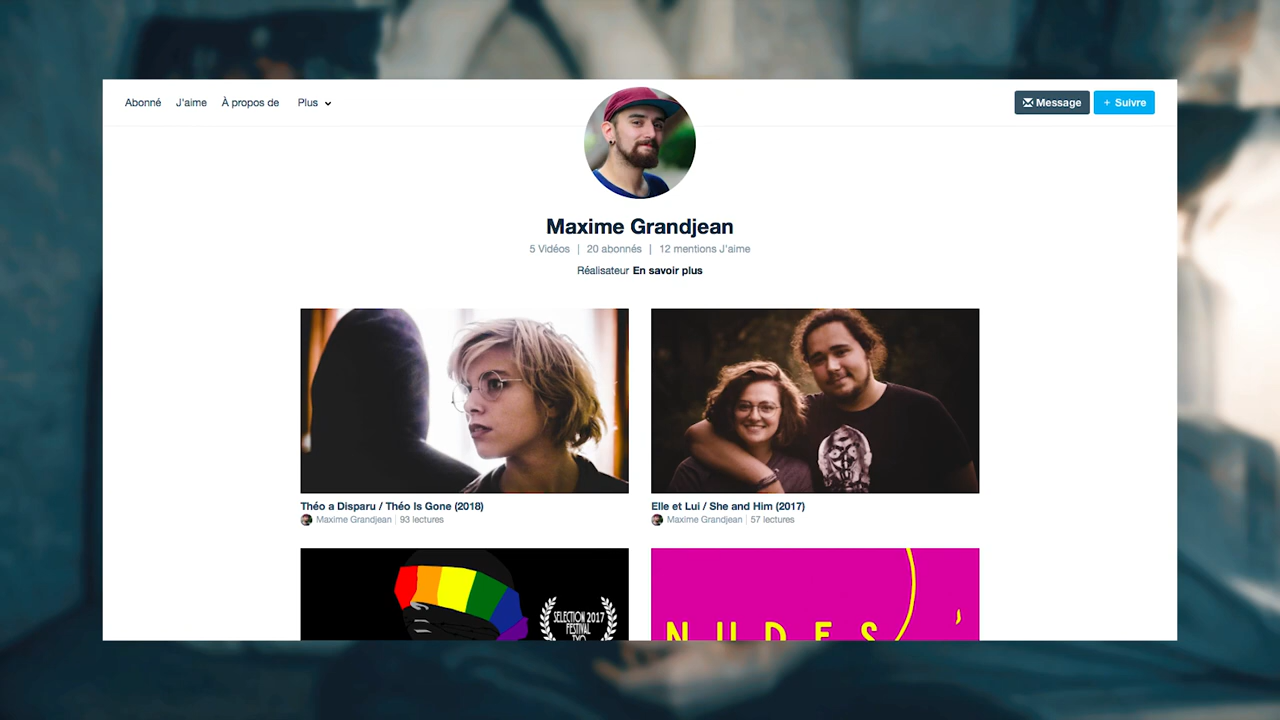 Abonné J'aime À propos de Plus
Message + Suivre
Maxime Grandjean
5 Vidéos | 20 abonnés | 12 mentions J'aime
Réalisateur En savoir plus
Théo a Disparu / Théo Is Gone (2018)
Maxime Grandjean | 93 lectures
Elle et Lui / She and Him (2017)
Maxime Grandjean | 57 lectures
SELECTION 2017
FESTIVAL
NUDES